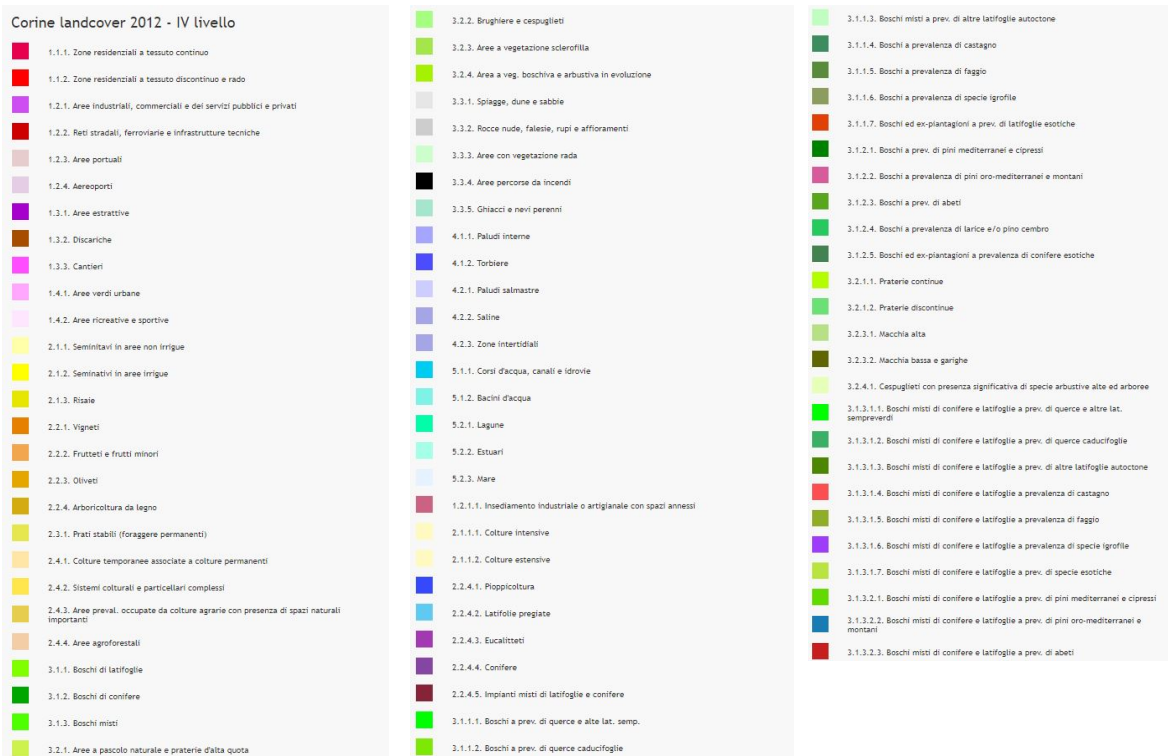 Corine landcover 2012 - IV livello
1.1.1. Zone residenziali a tessuto continuo
1.1.2. Zone residenziali a tessuto discontinuo e rado
1.2.1. Aree industriali, commerciali e dei servizi pubblici e privati
1.2.2. Reti stradali, ferroviarie e infrastrutture tecniche
1.2.3. Aree portuali
1.2.4. Aereoporti
1.3.1. Aree estrattive
1.3.2. Discariche
1.3.3. Cantieri
1.4.1. Aree verdi urbane
1.4.2. Aree ricreative e sportive
2.1.1. Seminitavi in aree non irrigue
2.1.2. Seminativi in aree irrigue
2.1.3. Risaie
2.2.1. Vigneti
2.2.2. Frutteti e frutti minori
2.2.3. Oliveti
2.2.4. Arboricoltura da legno
2.3.1. Prati stabili (foraggere permanenti)
2.4.1. Colture temporanee associate a colture permanenti
2.4.2. Sistemi colturali e particellari complessi
2.4.3. Aree preval. occupate da colture agrarie con presenza di spazi naturali
importanti
2.4.4. Aree agroforestali
3.1.1. Boschi di latifoglie
3.1.2. Boschi di conifere
3.1.3. Boschi misti
3.2.1. Aree a pascolo naturale e praterie d'alta quota
3.2.2. Brughiere e cespuglieti
3.2.3. Aree a vegetazione sclerofilla
3.2.4. Area a veg. boschiva e arbustiva in evoluzione
3.3.1. Spiagge, dune e sabbie
3.3.2. Rocce nude, falesie, rupi e affioramenti
3.3.3. Aree con vegetazione rada
3.3.4. Aree percorse da incendi
3.3.5. Ghiacci e nevi perenni
4.1.1. Paludi interne
4.1.2. Torbiere
4.2.1. Paludi salmastre
4.2.2. Saline
4.2.3. Zone intertidiali
5.1.1. Corsi d'acqua, canali e idrovie
5.1.2. Bacini d'acqua
5.2.1. Lagune
5.2.2. Estuari
5.2.3. Mare
1.2.1.1. Insediamento industriale o artigianale con spazi annessi
2.1.1.1. Colture intensive
2.1.1.2. Colture estensive
2.2.4.1. Pioppicoltura
2.2.4.2. Latifolie pregiate
2.2.4.3. Eucalitteti
2.2.4.4. Conifere
2.2.4.5. Impianti misti di latifoglie e conifere
3.1.1.1. Boschi a prev. di querce e alte lat. semp.
3.1.1.2. Boschi a prev. di querce caducifoglie
3.1.1.3. Boschi misti a prev. di altre latifoglie autoctone
3.1.1.4. Boschi a prevalenza di castagno
3.1.1.5. Boschi a prevalenza di faggio
3.1.1.6. Boschi a prevalenza di specie igrofile
3.1.1.7. Boschi ed ex-piantagioni a prev. di latifoglie esotiche
3.1.2.1. Boschi a prev. di pini mediterranei e cipressi
3.1.2.2. Boschi a prevalenza di pini oro-mediterranei e montani
3.1.2.3. Boschi a prev. di abeti
3.1.2.4. Boschi a prevalenza di larice e/o pino cembro
3.1.2.5. Boschi ed ex-piantagioni a prevalenza di conifere esotiche
3.2.1.1. Praterie continue
3.2.1.2. Praterie discontinue
3.2.3.1. Macchia alta
3.2.3.2. Macchia bassa e garighe
3.2.4.1. Cespuglieti con presenza significativa di specie arbustive alte ed arboree
3.1.3.1.1. Boschi misti di conifere e latifoglie a prev. di querce e altre lat.
sempreverdi
3.1.3.1.2. Boschi misti di conifere e latifoglie a prev. di querce caducifoglie
3.1.3.1.3. Boschi misti di conifere e latifoglie a prev. di altre latifoglie autoctone
3.1.3.1.4. Boschi misti di conifere e latifoglie a prevalenza di castagno
3.1.3.1.5. Boschi misti di conifere e latifoglie a prevalenza di faggio
3.1.3.1.6. Boschi misti di conifere e latifoglie a prevalenza di specie igrofile
3.1.3.1.7. Boschi misti di conifere e latifoglie a prev. di specie esotiche
3.1.3.2.1. Boschi misti di conifere e latifoglie a prev. di pini mediterranei e cipressi
3.1.3.2.2. Boschi misti di conifere e latifoglie a prev. di pini oro-mediterranei e
montani
3.1.3.2.3. Boschi misti di conifere e latifoglie a prev. di abeti